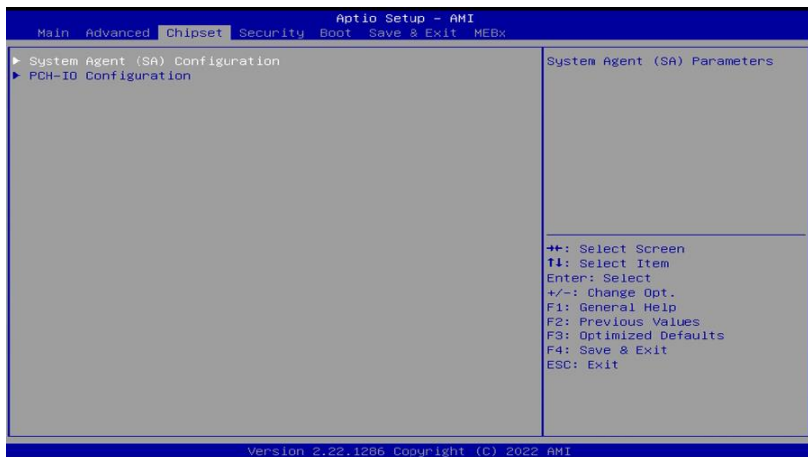 Aptio Setup – AMI
Main Advanced Chipset Security Boot Save & Exit MEBx
▶ System Agent (SA) Configuration
▶ PCH-IO Configuration
System Agent (SA) Parameters
→←: Select Screen
↑↓: Select Item
Enter: Select
+/-: Change Opt.
F1: General Help
F2: Previous Values
F3: Optimized Defaults
F4: Save & Exit
ESC: Exit
Version 2.22.1286 Copyright (C) 2022 AMI